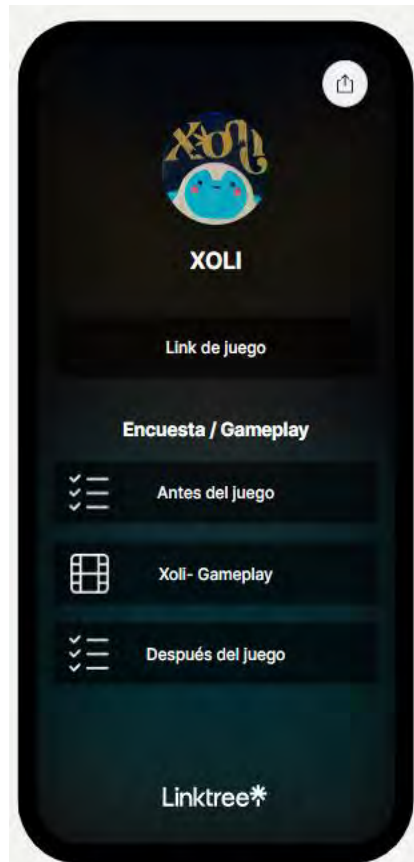 XOLI
XOLI
Link de juego
Encuesta / Gameplay
Antes del juego
Xoli- Gameplay
Después del juego
Linktree